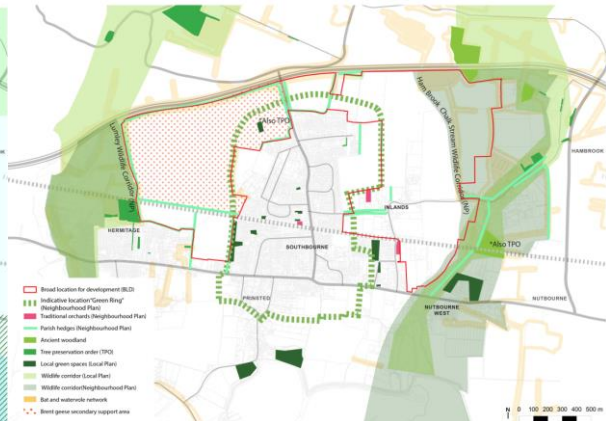 *Also TPO
Lumley Wildlife Corridor (NP)
Ham Brook Chalk Stream Wildlife Corridor (NP)
HAMBROOK
INLANDS
HERMITAGE
SOUTHBOURNE
*Also TPO
PRINSTED
NUTBOURNE
WEST
NUTBOURNE
Broad location for development (BLD)
Indicative location"Green Ring"
(Neighbourhood Plan)
Traditional orchards (Neighbourhood Plan)
Parish hedges (Neighbourhood Plan)
Ancient woodland
Tree preservation order (TPO)
Local green spaces (Local Plan)
Wildlife corridor (Local Plan)
Wildlife corridor(Neighbourhood Plan)
Bat and watervole network
Brent geese secondary support area
N 0 100 200 300 400 500 m